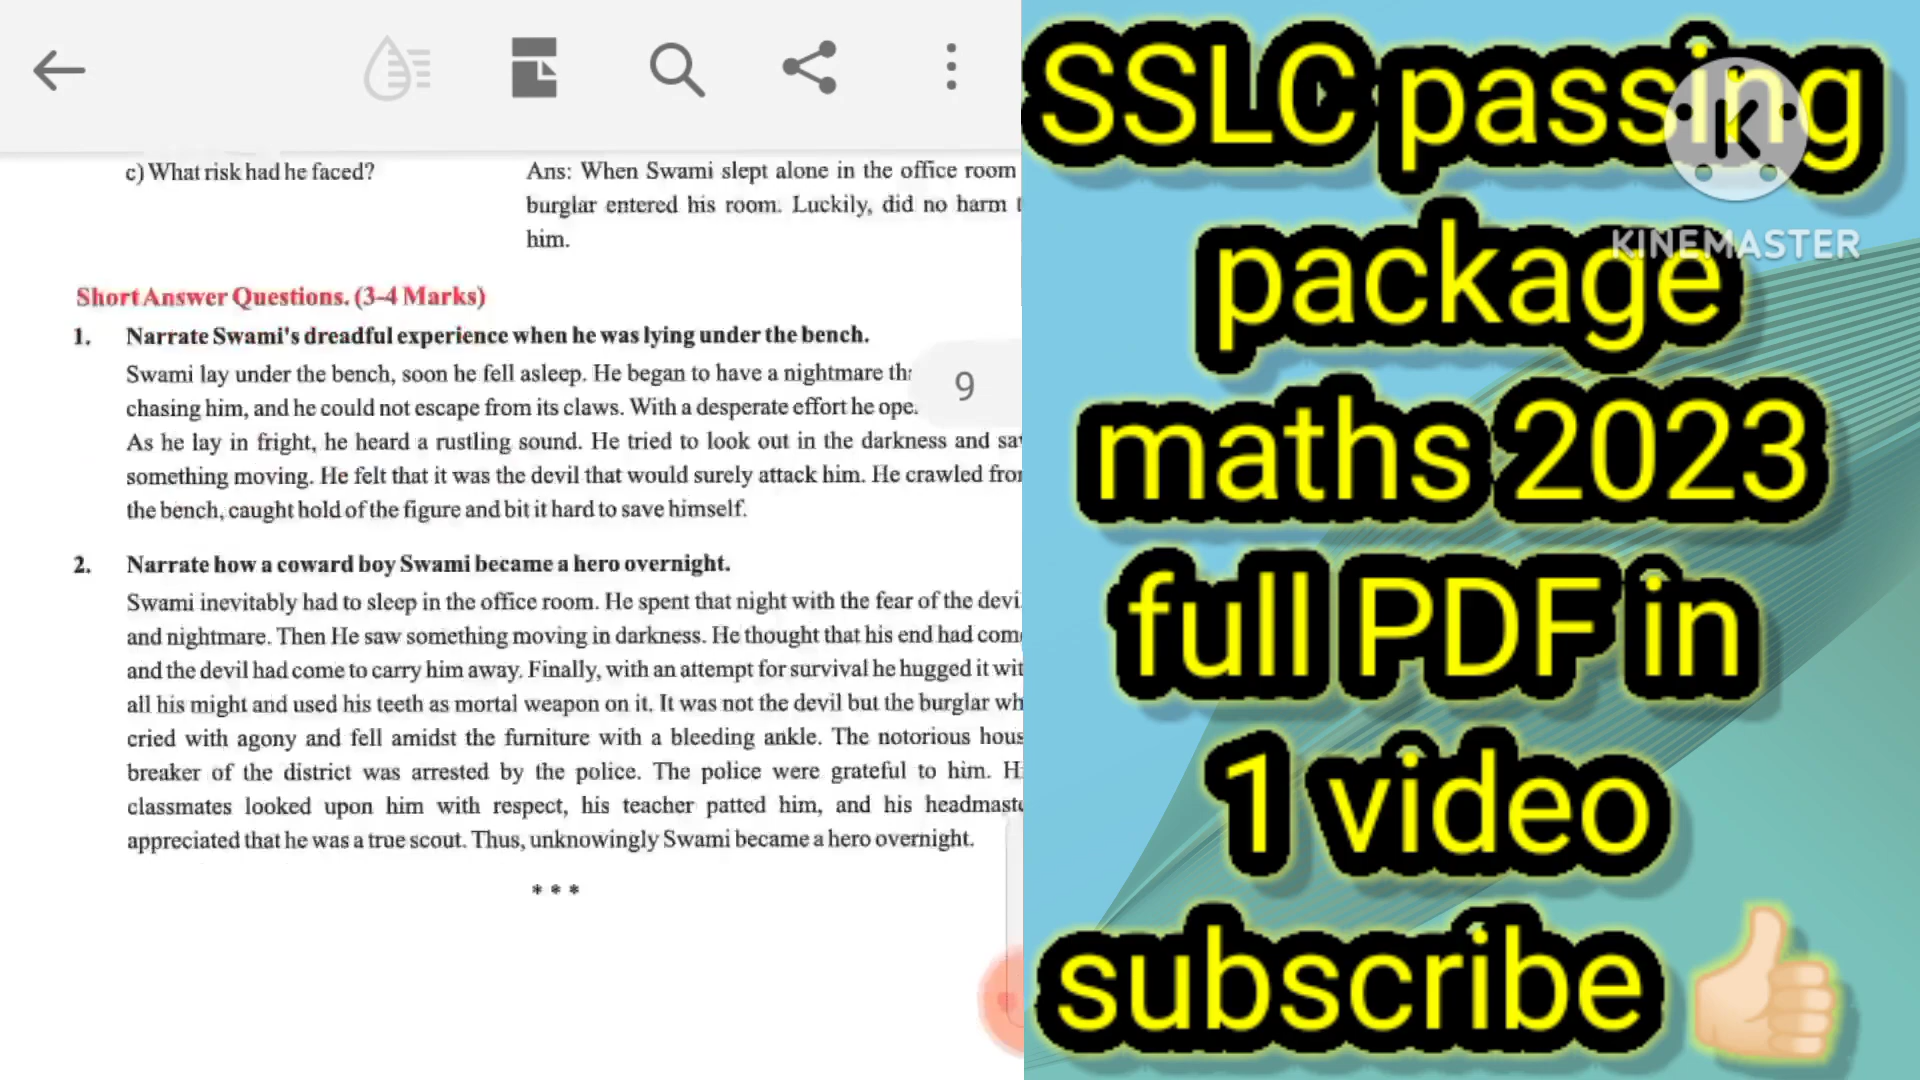 c) What risk had he faced?
Ans: When Swami slept alone in the office room
burglar entered his room. Luckily, did no harm
him.
Short Answer Questions. (3-4 Marks)
1. Narrate Swami's dreadful experience when he was lying under the bench.
Swami lay under the bench, soon he fell asleep. He began to have a nightmare
chasing him, and he could not escape from its claws. With a desperate effort he
As he lay in fright, he heard a rustling sound. He tried to look out in the darkness and
something moving. He felt that it was the devil that would surely attack him. He crawled
the bench, caught hold of the figure and bit it hard to save himself.
2. Narrate how a coward boy Swami became a hero overnight.
Swami inevitably had to sleep in the office room. He spent that night with the fear of the
and nightmare. Then He saw something moving in darkness. He thought that his end had
and the devil had come to carry him away. Finally, with an attempt for survival he hugged it
all his might and used his teeth as mortal weapon on it. It was not the devil but the burglar
cried with agony and fell amidst the furniture with a bleeding ankle. The notorious
breaker of the district was arrested by the police. The police were grateful to him.
classmates looked upon him with respect, his teacher patted him, and his
appreciated that he was a true scout. Thus, unknowingly Swami became a hero overnight.
* * *
9
SSLC passing
package
maths 2023
full PDF in
1 video
subscribe 👍🏻
K
KINEMASTER